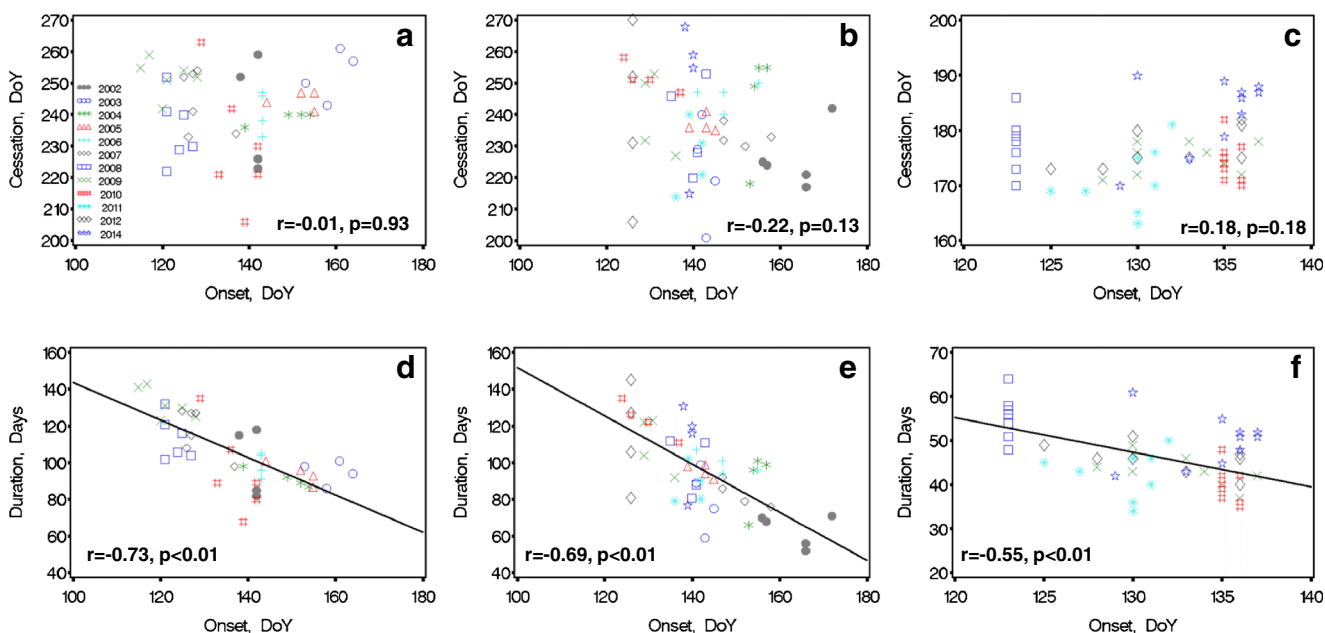 a
270
260
250
240
230
220
210
200
Cessation, DoY
2002
2003
2004
2005
2006
2007
2008
2009
2010
2011
2012
2014
r=-0.01, p=0.93
100 120 140 160 180
Onset, DoY
b
270
260
250
240
230
220
210
200
Cessation, DoY
r=-0.22, p=0.13
100 120 140 160 180
Onset, DoY
c
200
190
180
170
160
Cessation, DoY
r=0.18, p=0.18
120 125 130 135 140
Onset, DoY
d
160
140
120
100
80
60
40
Duration, Days
r=-0.73, p<0.01
100 120 140 160 180
Onset, DoY
e
160
140
120
100
80
60
40
Duration, Days
r=-0.69, p<0.01
100 120 140 160 180
Onset, DoY
f
70
60
50
40
30
20
Duration, Days
r=-0.55, p<0.01
120 125 130 135 140
Onset, DoY